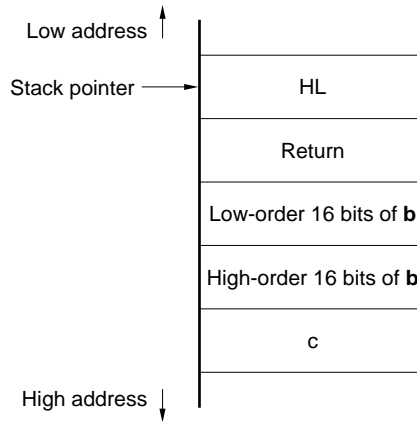 Low address
Stack pointer
HL
Return
Low-order 16 bits of b
High-order 16 bits of b
c
High address